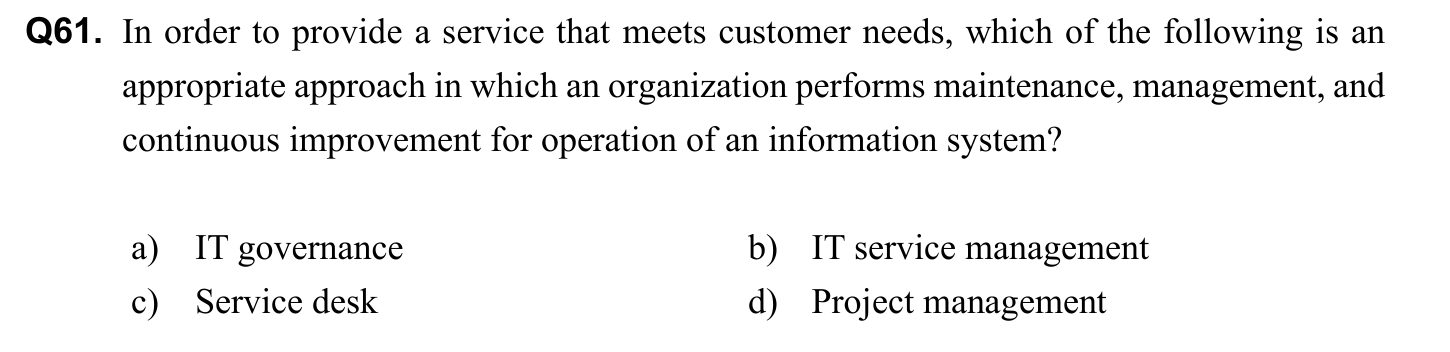 Q61. In order to provide a service that meets customer needs, which of the following is an
appropriate approach in which an organization performs maintenance, management, and
continuous improvement for operation of an information system?
a) IT governance b) IT service management
c) Service desk d) Project management